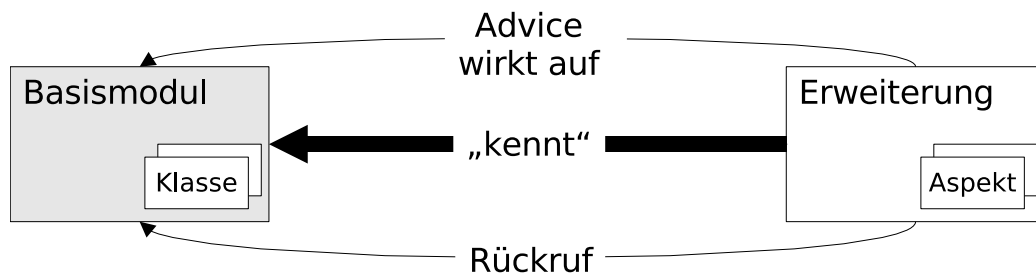 Advice
wirkt auf
Basismodul
Erweiterung
„kennt“
Klasse
Aspekt
Rückruf